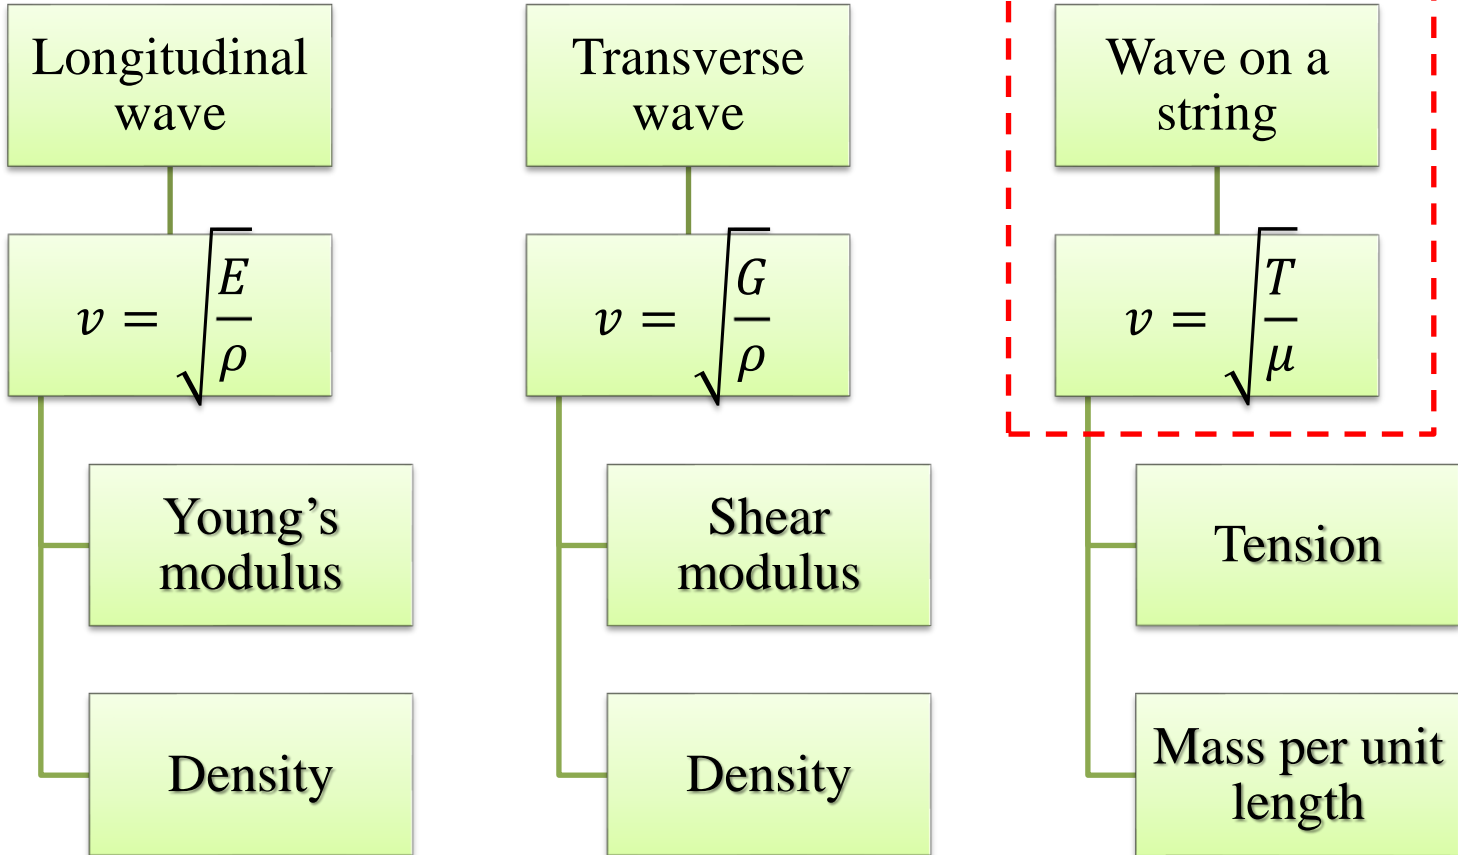 Longitudinal
wave
v = √(E/ρ)
Young’s
modulus
Density
Transverse
wave
v = √(G/ρ)
Shear
modulus
Density
Wave on a
string
v = √(T/μ)
Tension
Mass per unit
length